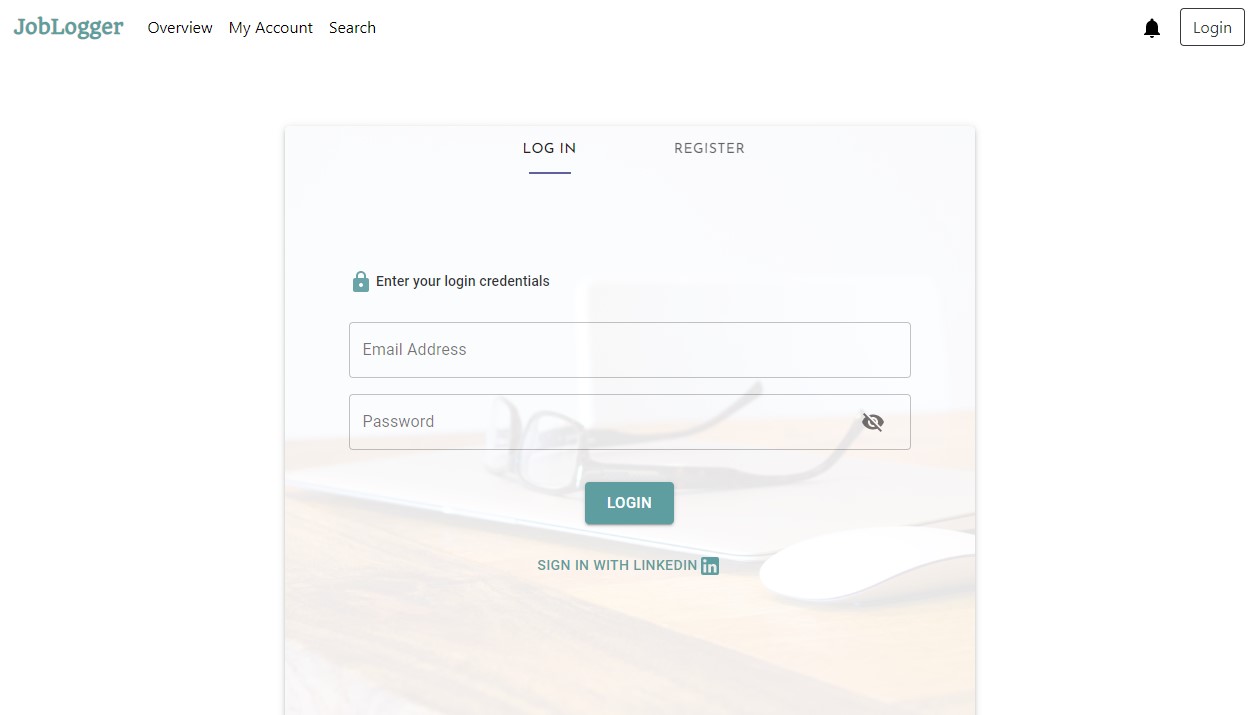 JobLogger Overview My Account Search Login
LOG IN REGISTER
Enter your login credentials
Email Address
Password
LOGIN
SIGN IN WITH LINKEDIN in